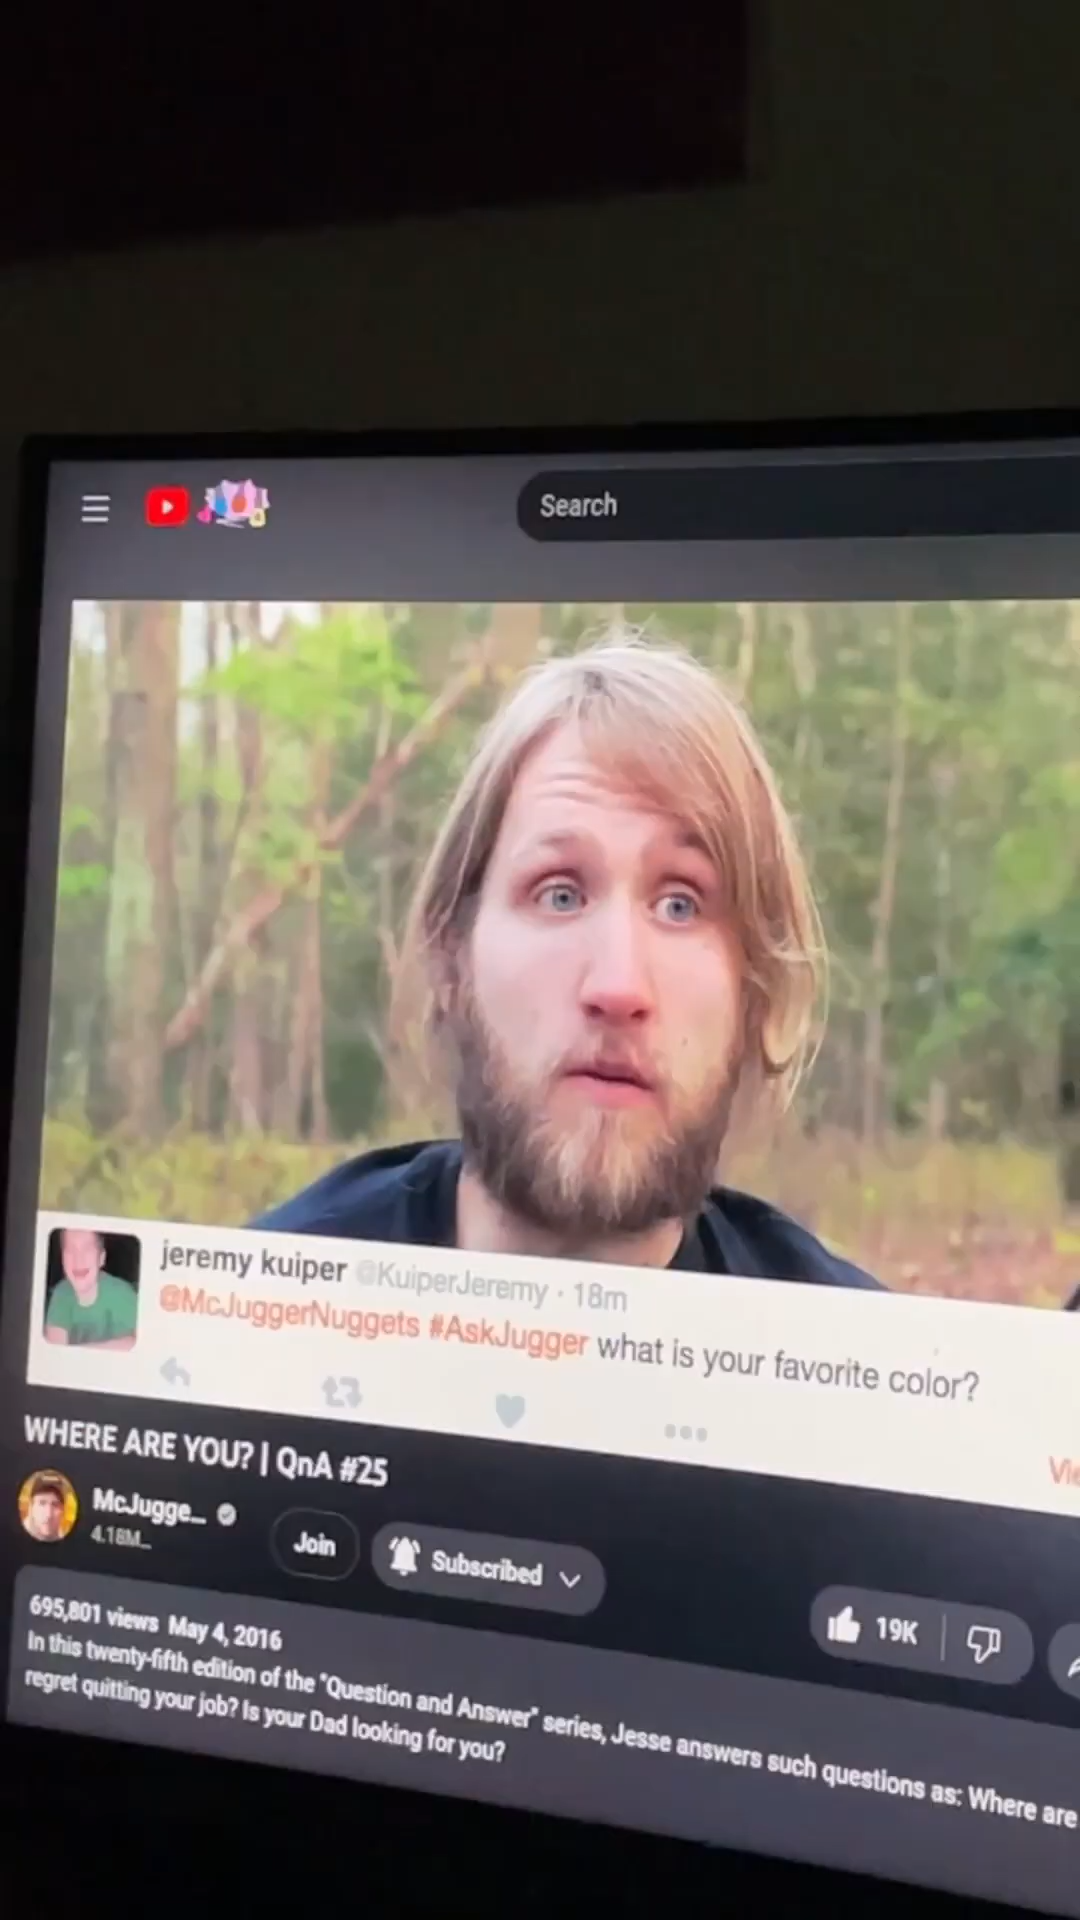 Search
jeremy kuiper @KuiperJeremy · 18m
@McJuggerNuggets #AskJugger what is your favorite color?
WHERE ARE YOU? | QnA #25
McJugge...
4.18M...
Join
Subscribed
19K
695,801 views May 4, 2016
In this twenty-fifth edition of the "Question and Answer" series, Jesse answers such questions as: Where are
regret quitting your job? Is your Dad looking for you?